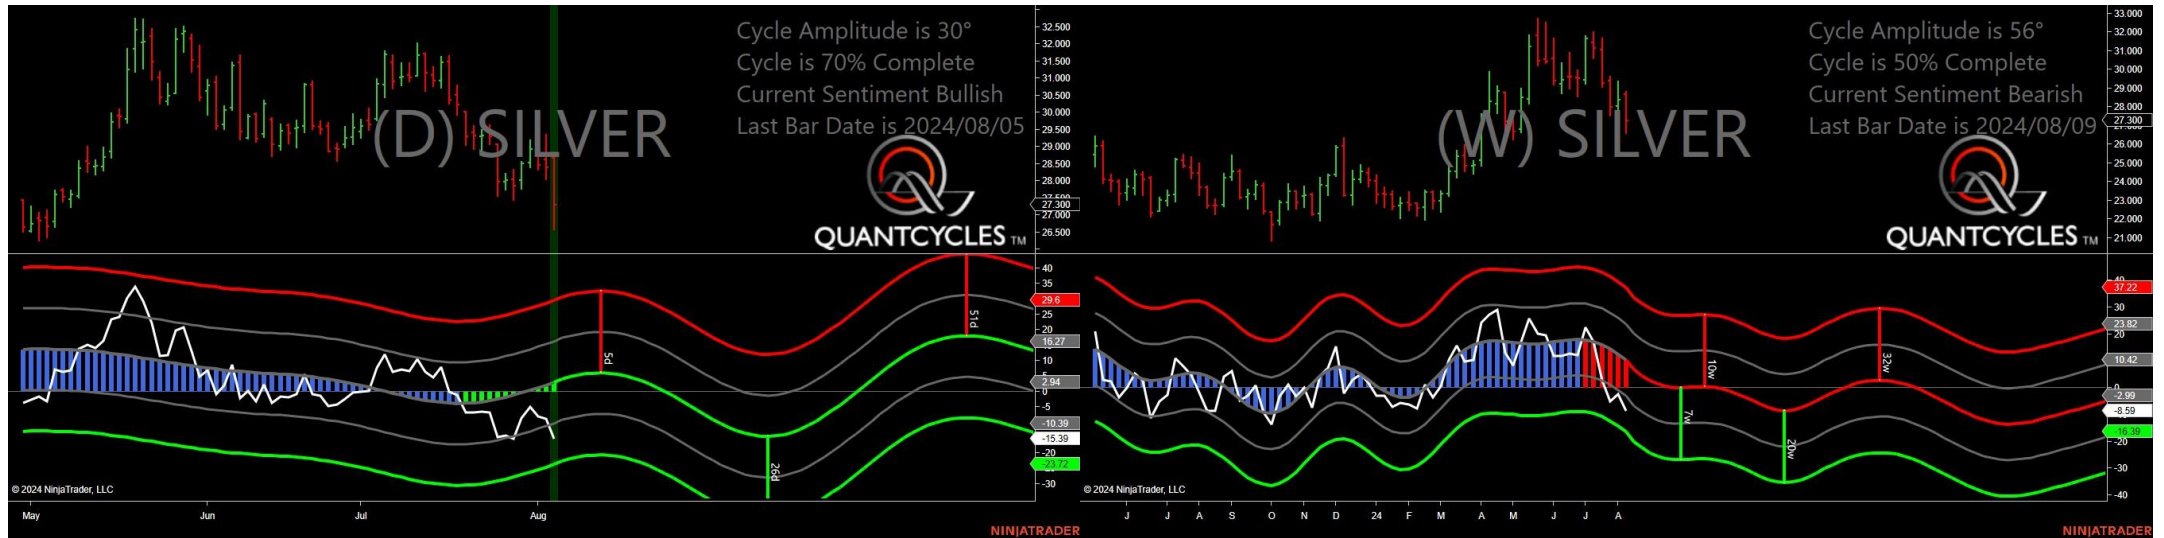 Cycle Amplitude is 30°
Cycle is 70% Complete
Current Sentiment Bullish
Last Bar Date is 2024/08/05
(D) SILVER
QUANTCYCLES TM
32.500
32.000
31.500
31.000
30.500
30.000
29.500
29.000
28.500
28.000
27.300
27.000
26.500
40
35
29.6
25
20
16.27
10
5
2.94
0
-5
-10.39
-15.39
-20
-23.72
-30
5d
26d
51d
© 2024 NinjaTrader, LLC
May Jun Jul Aug
NINJATRADER
Cycle Amplitude is 56°
Cycle is 50% Complete
Current Sentiment Bearish
Last Bar Date is 2024/08/09
(W) SILVER
QUANTCYCLES TM
33.000
32.000
31.000
30.000
29.000
28.000
27.300
26.000
25.000
24.000
23.000
22.000
21.000
40
37.22
30
23.82
20
10.42
0
-2.99
-8.59
-16.39
-20
-30
-40
10w
7w
20w
32w
© 2024 NinjaTrader, LLC
J J A S O N D 24 F M A M J J A
NINJATRADER